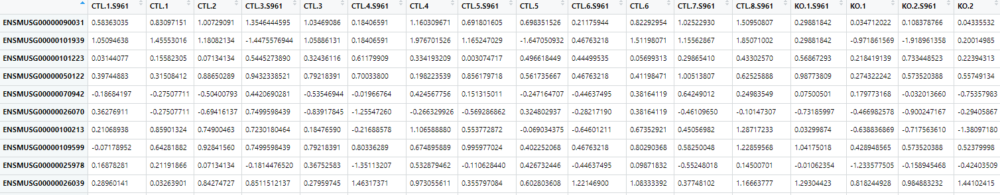 CTL.1.S961 CTL.1 CTL.2 CTL.3.S961 CTL.3 CTL.4.S961 CTL.4 CTL.5.S961 CTL.5 CTL.6.S961 CTL.6 CTL.7.S961 CTL.8.S961 KO.1.S961 KO.1 KO.2.S961 KO.2
ENSMUSG00000090031 0.58363035 0.83097151 1.00729091 1.3546444595 1.03469086 0.18406591 1.160309671 0.691801605 0.698351526 0.21175944 0.82292954 1.02522930 1.50950807 0.29881842 0.034712022 0.108378766 0.04335532
ENSMUSG00000101939 1.05094638 1.45553016 1.18082134 -1.4475576944 1.05886131 0.18406591 1.976701526 1.165247029 -1.647050932 0.46763218 1.51198071 1.15562867 1.85071002 0.29881842 -0.971861569 -1.918961358 0.20014985
ENSMUSG00000101223 0.03144077 0.15582305 0.07134134 0.5445273890 0.32436116 0.61179909 0.334193209 0.003074717 0.496618449 0.44499535 0.05699313 0.29865410 0.43302570 0.56867293 0.218419139 0.733448523 0.22394313
ENSMUSG00000050122 0.39744883 0.31508412 0.88650289 0.9432338521 0.79218391 0.70033800 0.198223539 0.856179718 0.561735667 0.46763218 0.41198471 1.00513807 0.62525888 0.98773809 0.274322242 0.573520388 0.55749134
ENSMUSG00000070942 -0.18684197 -0.27507711 -0.50400793 0.4420690281 -0.53546944 -0.01966764 0.424567756 0.151315011 -0.247164707 -0.44637495 0.38164119 0.64249012 0.24983549 0.07500501 0.179773168 -0.032013660 -0.75357983
ENSMUSG00000026070 0.36276911 -0.27507711 -0.69416137 0.7499598439 -0.83917845 -1.25547260 -0.266329926 -0.569286862 0.324802937 -0.28217190 0.38164119 -0.46109650 -0.10147307 -0.73185997 -0.466982578 -0.900247167 -0.29405867
ENSMUSG00000100213 0.21068938 0.85901324 0.74900463 0.7230180464 0.18476590 -0.21688578 1.106588880 0.553772872 -0.069034375 -0.64601211 0.67352921 0.45056982 1.28717233 0.03299874 -0.638836869 -0.717563610 -1.38097180
ENSMUSG00000109599 -0.07178952 0.64281882 0.92841560 0.7499598439 0.79218391 0.80336289 0.674895889 0.995977024 0.402252068 0.46763218 0.80290368 0.58250048 1.22859568 1.04175018 0.428948565 0.573520388 0.52379998
ENSMUSG00000025978 0.16878281 0.21191866 0.07134134 -0.1814476520 0.36752583 -1.35113207 0.532879462 -0.110628440 0.426732446 -0.44637495 0.09871832 -0.55248018 0.14500701 -0.01062354 -1.233577505 -0.158945468 -0.42403509
ENSMUSG00000026039 0.28960141 0.03263901 0.84274727 0.8511512137 0.27959745 1.46317371 0.973055611 0.355797084 0.602803608 1.22146900 1.08333392 0.37748102 1.16663777 1.29304423 0.818244928 0.984883232 1.44102415